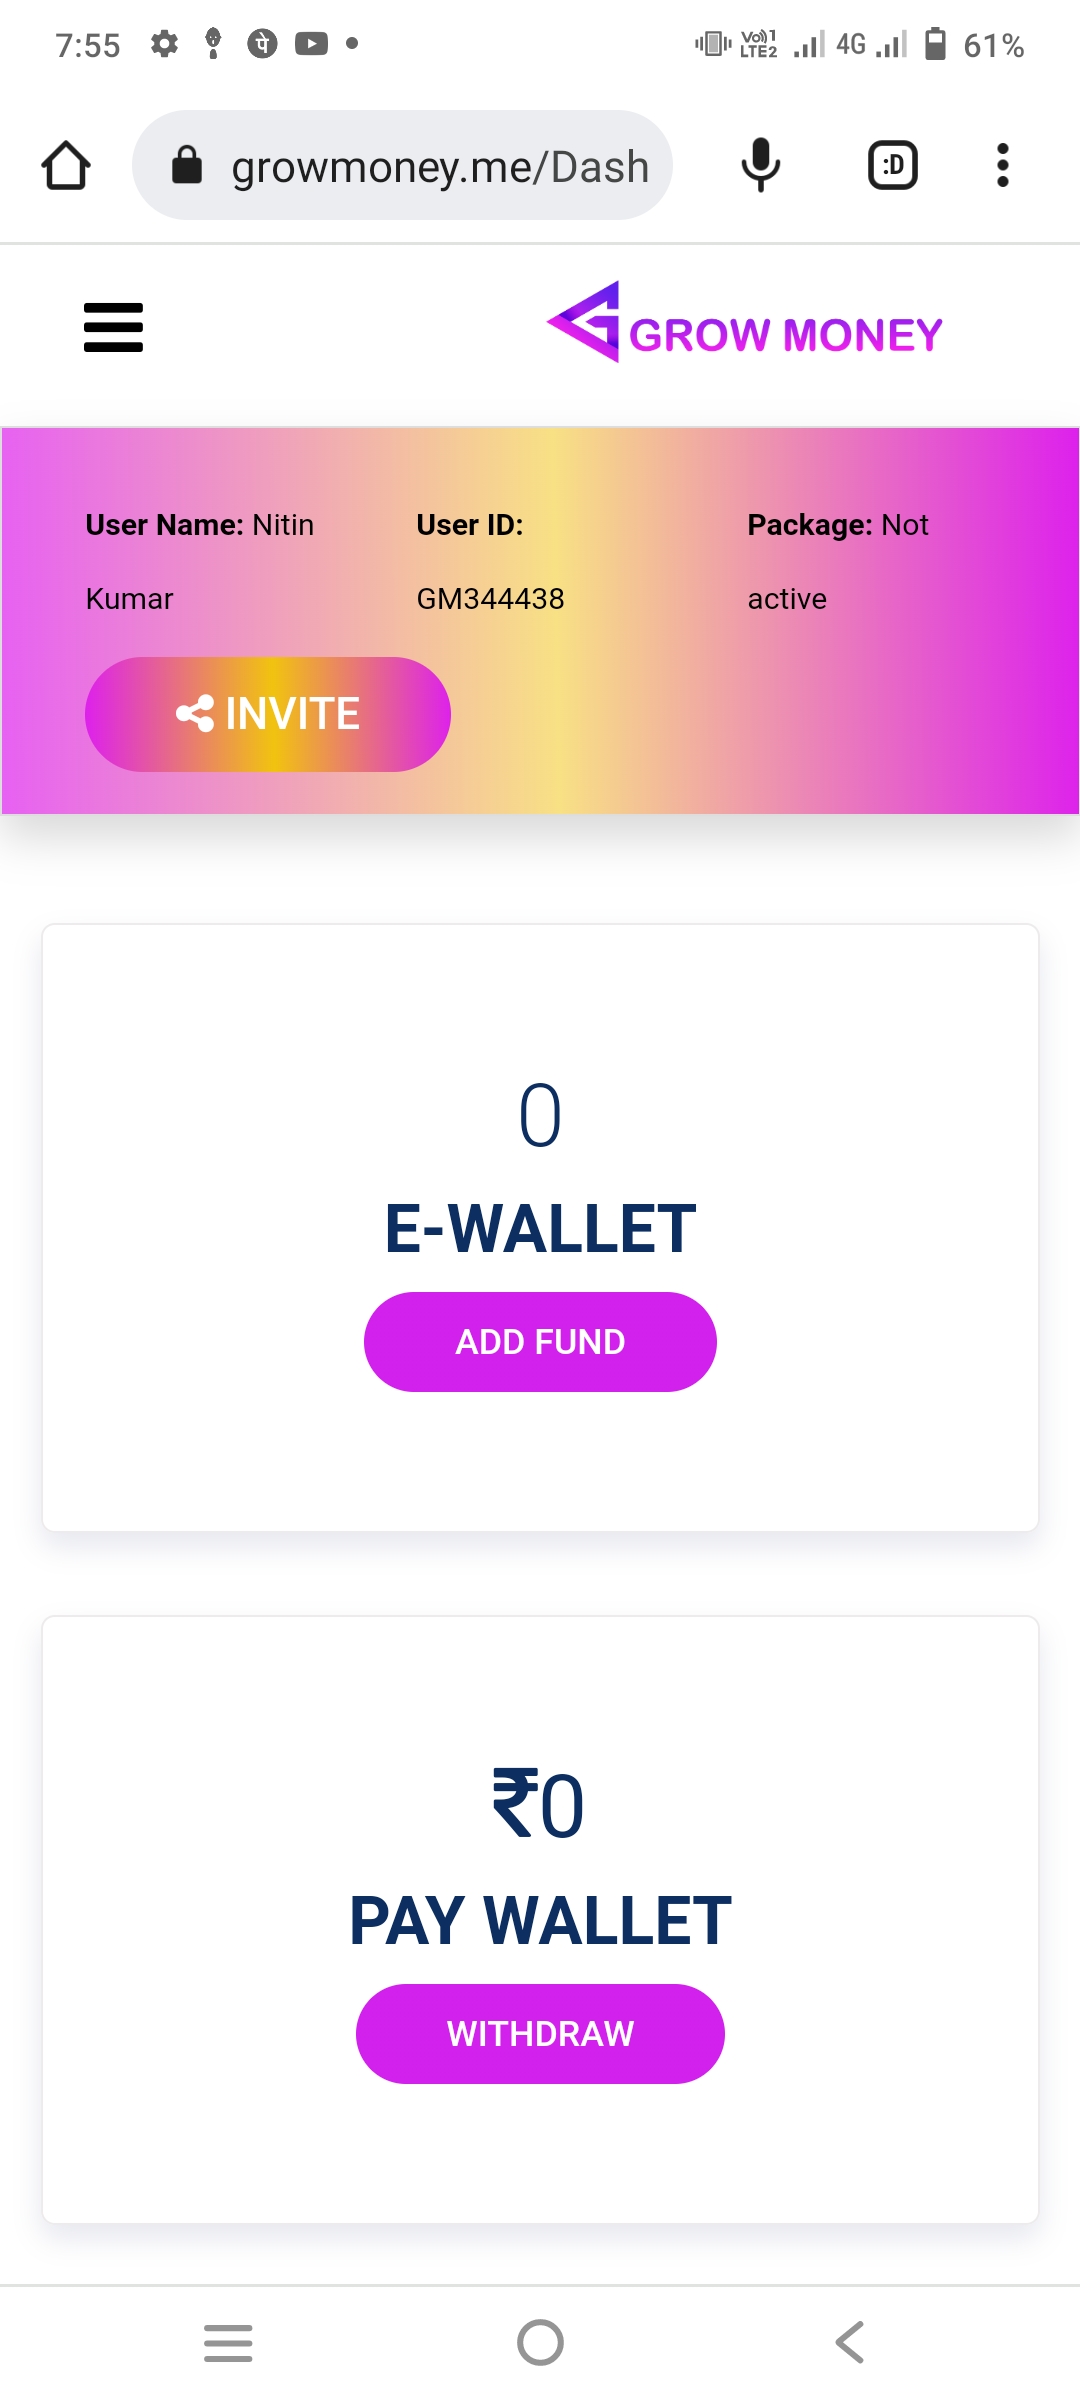 7:55 पे Vo)) 1 LTE2 4G 61%
growmoney.me/Dash :D
GROW MONEY
User Name: Nitin Kumar
User ID: GM344438
Package: Not active
INVITE
0
E-WALLET
ADD FUND
₹0
PAY WALLET
WITHDRAW